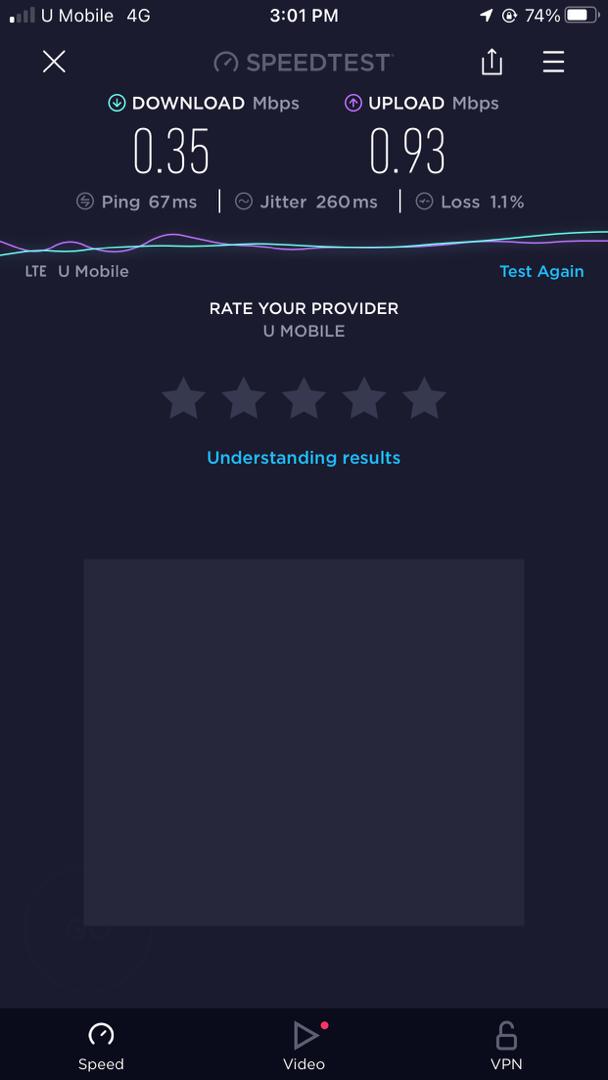 U Mobile 4G 3:01 PM 74%
SPEEDTEST
DOWNLOAD Mbps UPLOAD Mbps
0.35 0.93
Ping 67 ms Jitter 260 ms Loss 1.1%
LTE U Mobile Test Again
RATE YOUR PROVIDER
U MOBILE
Understanding results
GO
Speed Video VPN